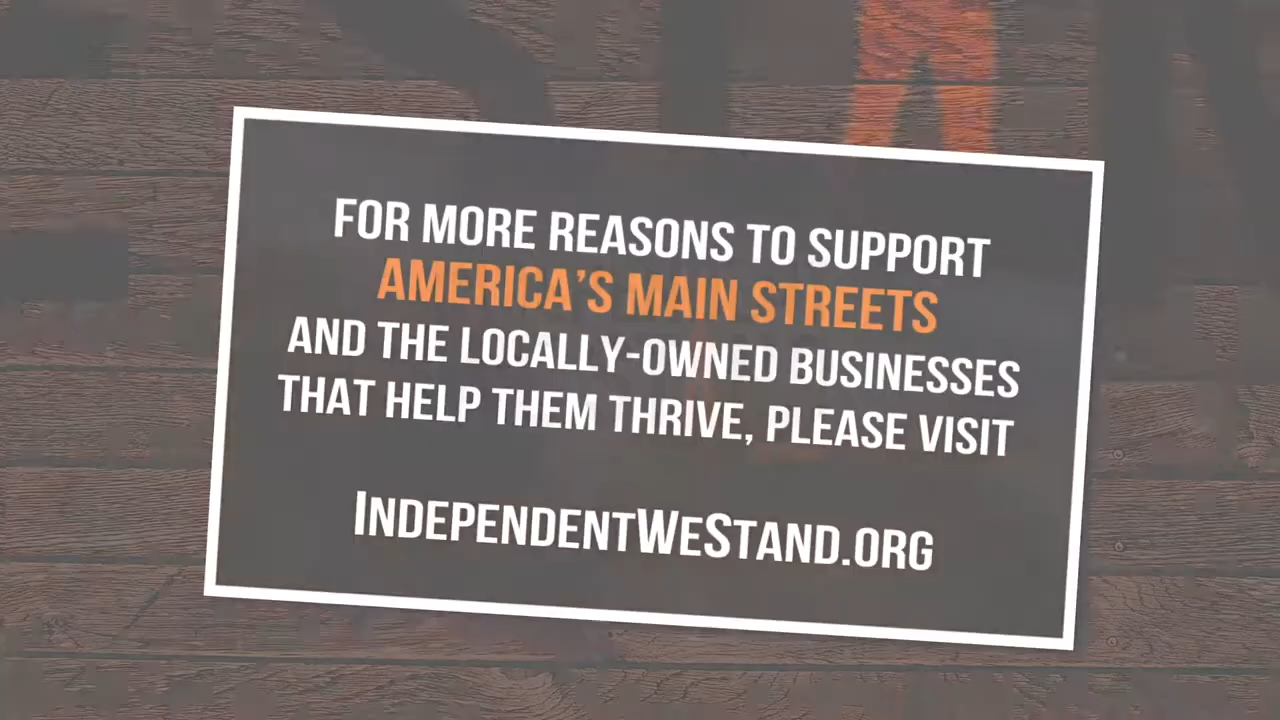 FOR MORE REASONS TO SUPPORT
AMERICA'S MAIN STREETS
AND THE LOCALLY-OWNED BUSINESSES
THAT HELP THEM THRIVE, PLEASE VISIT
INDEPENDENTWESTAND.ORG